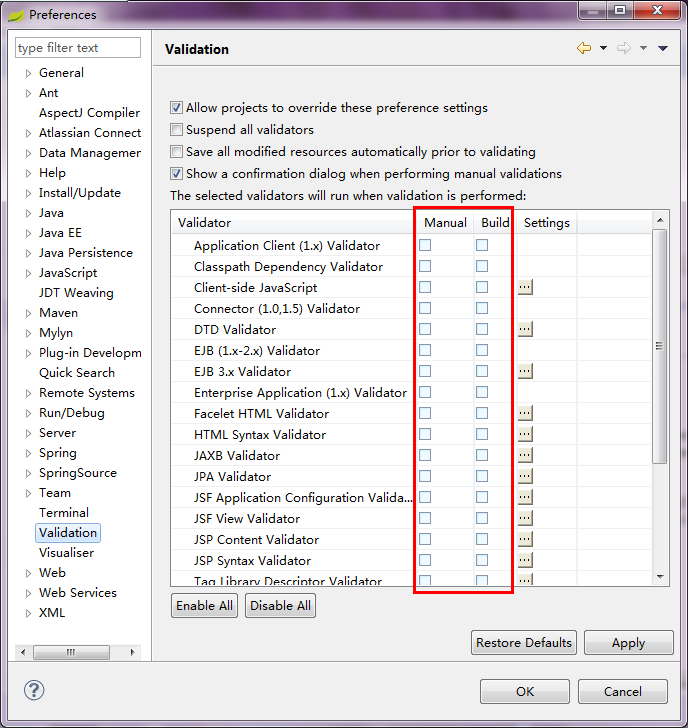 Preferences
type filter text
General
Ant
AspectJ Compiler
Atlassian Connect
Data Managemer
Help
Install/Update
Java
Java EE
Java Persistence
JavaScript
JDT Weaving
Maven
Mylyn
Plug-in Developm
Quick Search
Remote Systems
Run/Debug
Server
Spring
SpringSource
Team
Terminal
Validation
Visualiser
Web
Web Services
XML
Validation
Allow projects to override these preference settings
Suspend all validators
Save all modified resources automatically prior to validating
Show a confirmation dialog when performing manual validations
The selected validators will run when validation is performed:
Validator Manual Build Settings
Application Client (1.x) Validator
Classpath Dependency Validator
Client-side JavaScript ...
Connector (1.0,1.5) Validator
DTD Validator ...
EJB (1.x-2.x) Validator
EJB 3.x Validator ...
Enterprise Application (1.x) Validator
Facelet HTML Validator ...
HTML Syntax Validator ...
JAXB Validator ...
JPA Validator ...
JSF Application Configuration Valida... ...
JSF View Validator ...
JSP Content Validator ...
JSP Syntax Validator ...
Tag Library Descriptor Validator ...
Enable All Disable All
Restore Defaults Apply
? OK Cancel